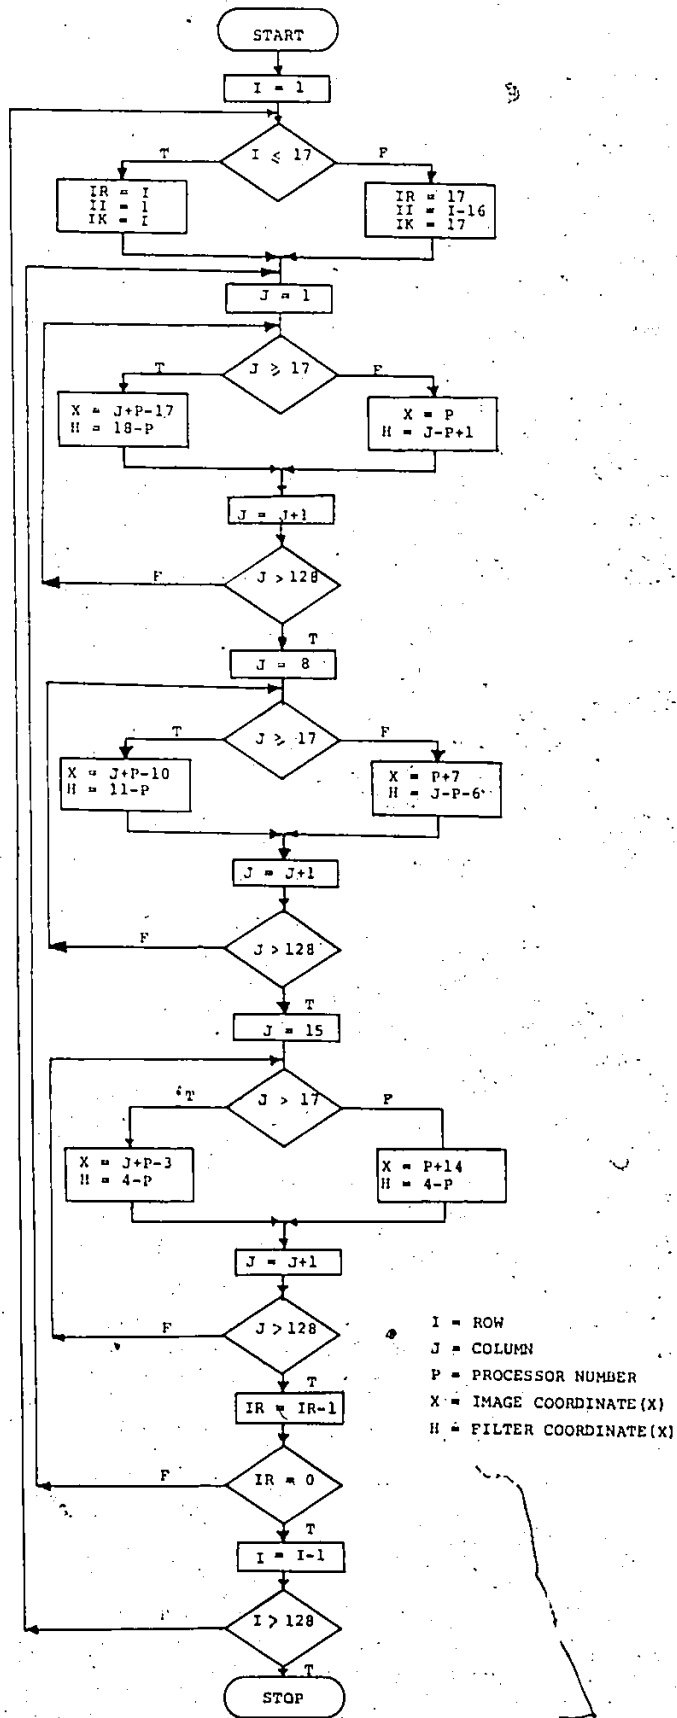 START
I = 1
I ≤ 17
T
F
IR = I
II = 1
IK = I
IR = 17
II = I-16
IK = 17
J = 1
J ⩾ 17
T
F
X = J+P-17
H = 18-P
X = P
H = J-P+1
J = J+1
J > 128
F
T
J = 8
J ⩾ 17
T
F
X = J+P-10
H = 11-P
X = P+7
H = J-P-6
J = J+1
J > 128
F
T
J = 15
J > 17
T
F
X = J+P-3
H = 4-P
X = P+14
H = 4-P
J = J+1
J > 128
F
T
I = ROW
J = COLUMN
P = PROCESSOR NUMBER
X = IMAGE COORDINATE(X)
H = FILTER COORDINATE(X)
IR = IR-1
IR = 0
F
T
I = I-1
I > 128
F
T
STOP